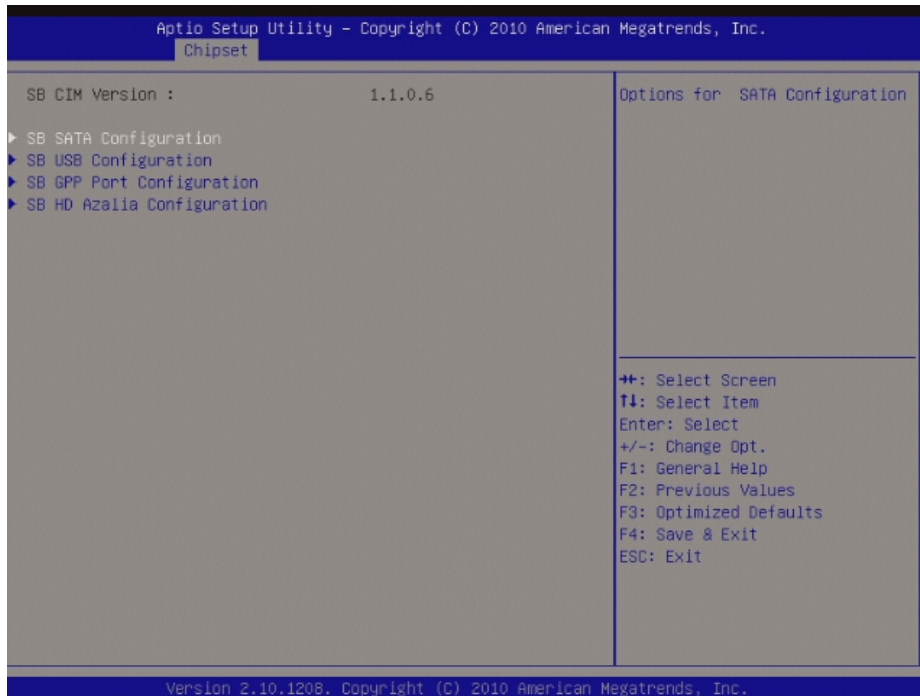 Aptio Setup Utility – Copyright (C) 2010 American Megatrends, Inc.
Chipset
SB CIM Version : 1.1.0.6
▶ SB SATA Configuration
▶ SB USB Configuration
▶ SB GPP Port Configuration
▶ SB HD Azalia Configuration
Options for SATA Configuration
→←: Select Screen
↑↓: Select Item
Enter: Select
+/-: Change Opt.
F1: General Help
F2: Previous Values
F3: Optimized Defaults
F4: Save & Exit
ESC: Exit
Version 2.10.1208. Copyright (C) 2010 American Megatrends, Inc.